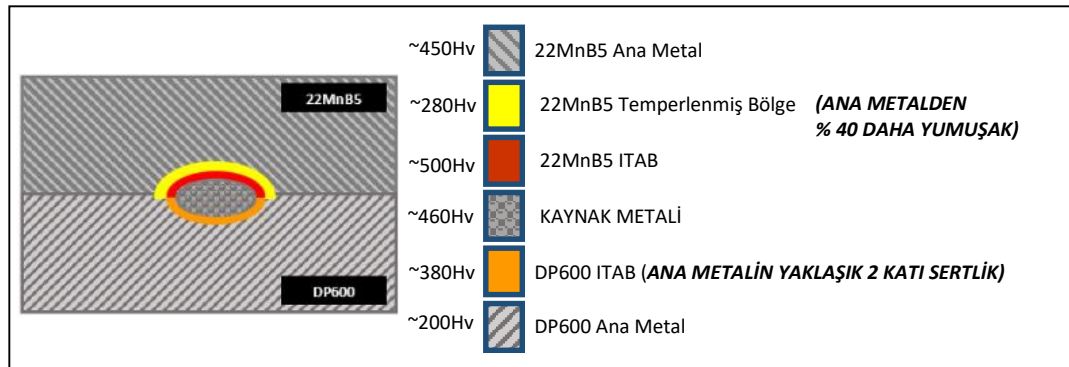 22MnB5
DP600
~450Hv 22MnB5 Ana Metal
~280Hv 22MnB5 Temperlenmiş Bölge (ANA METALDEN
% 40 DAHA YUMUŞAK)
~500Hv 22MnB5 ITAB
~460Hv KAYNAK METALİ
~380Hv DP600 ITAB (ANA METALİN YAKLAŞIK 2 KATI SERTLİK)
~200Hv DP600 Ana Metal